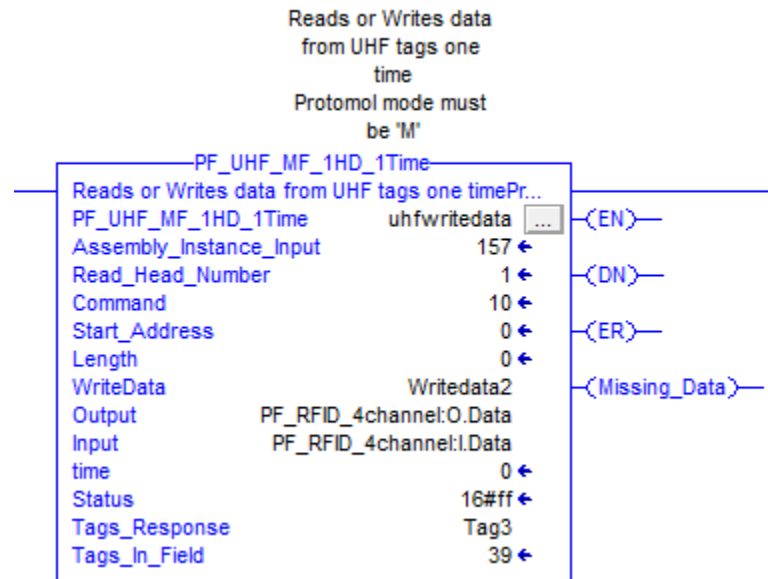 Reads or Writes data
from UHF tags one
time
Protomol mode must
be 'M'
PF_UHF_MF_1HD_1Time
Reads or Writes data from UHF tags one timePr...
PF_UHF_MF_1HD_1Time uhfwritedata ... (EN)
Assembly_Instance_Input 157
Read_Head_Number 1 (DN)
Command 10
Start_Address 0 (ER)
Length 0
WriteData Writedata2 (Missing_Data)
Output PF_RFID_4channel:O.Data
Input PF_RFID_4channel:I.Data
time 0
Status 16#ff
Tags_Response Tag3
Tags_In_Field 39